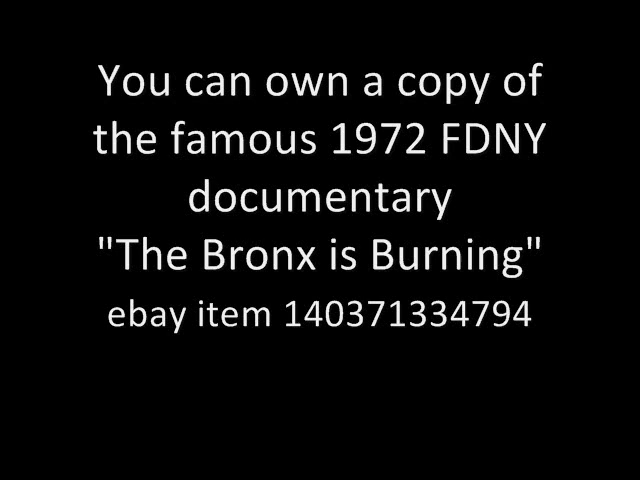 You can own a copy of
the famous 1972 FDNY
documentary
"The Bronx is Burning"
ebay item 140371334794